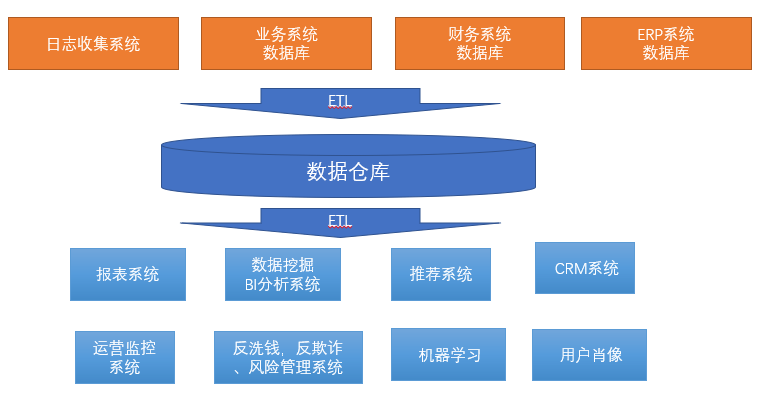 日志收集系统
业务系统
数据库
财务系统
数据库
ERP系统
数据库
ETL
数据仓库
ETL
报表系统
数据挖掘
BI分析系统
推荐系统
CRM系统
运营监控
系统
反洗钱，反欺诈
、风险管理系统
机器学习
用户肖像